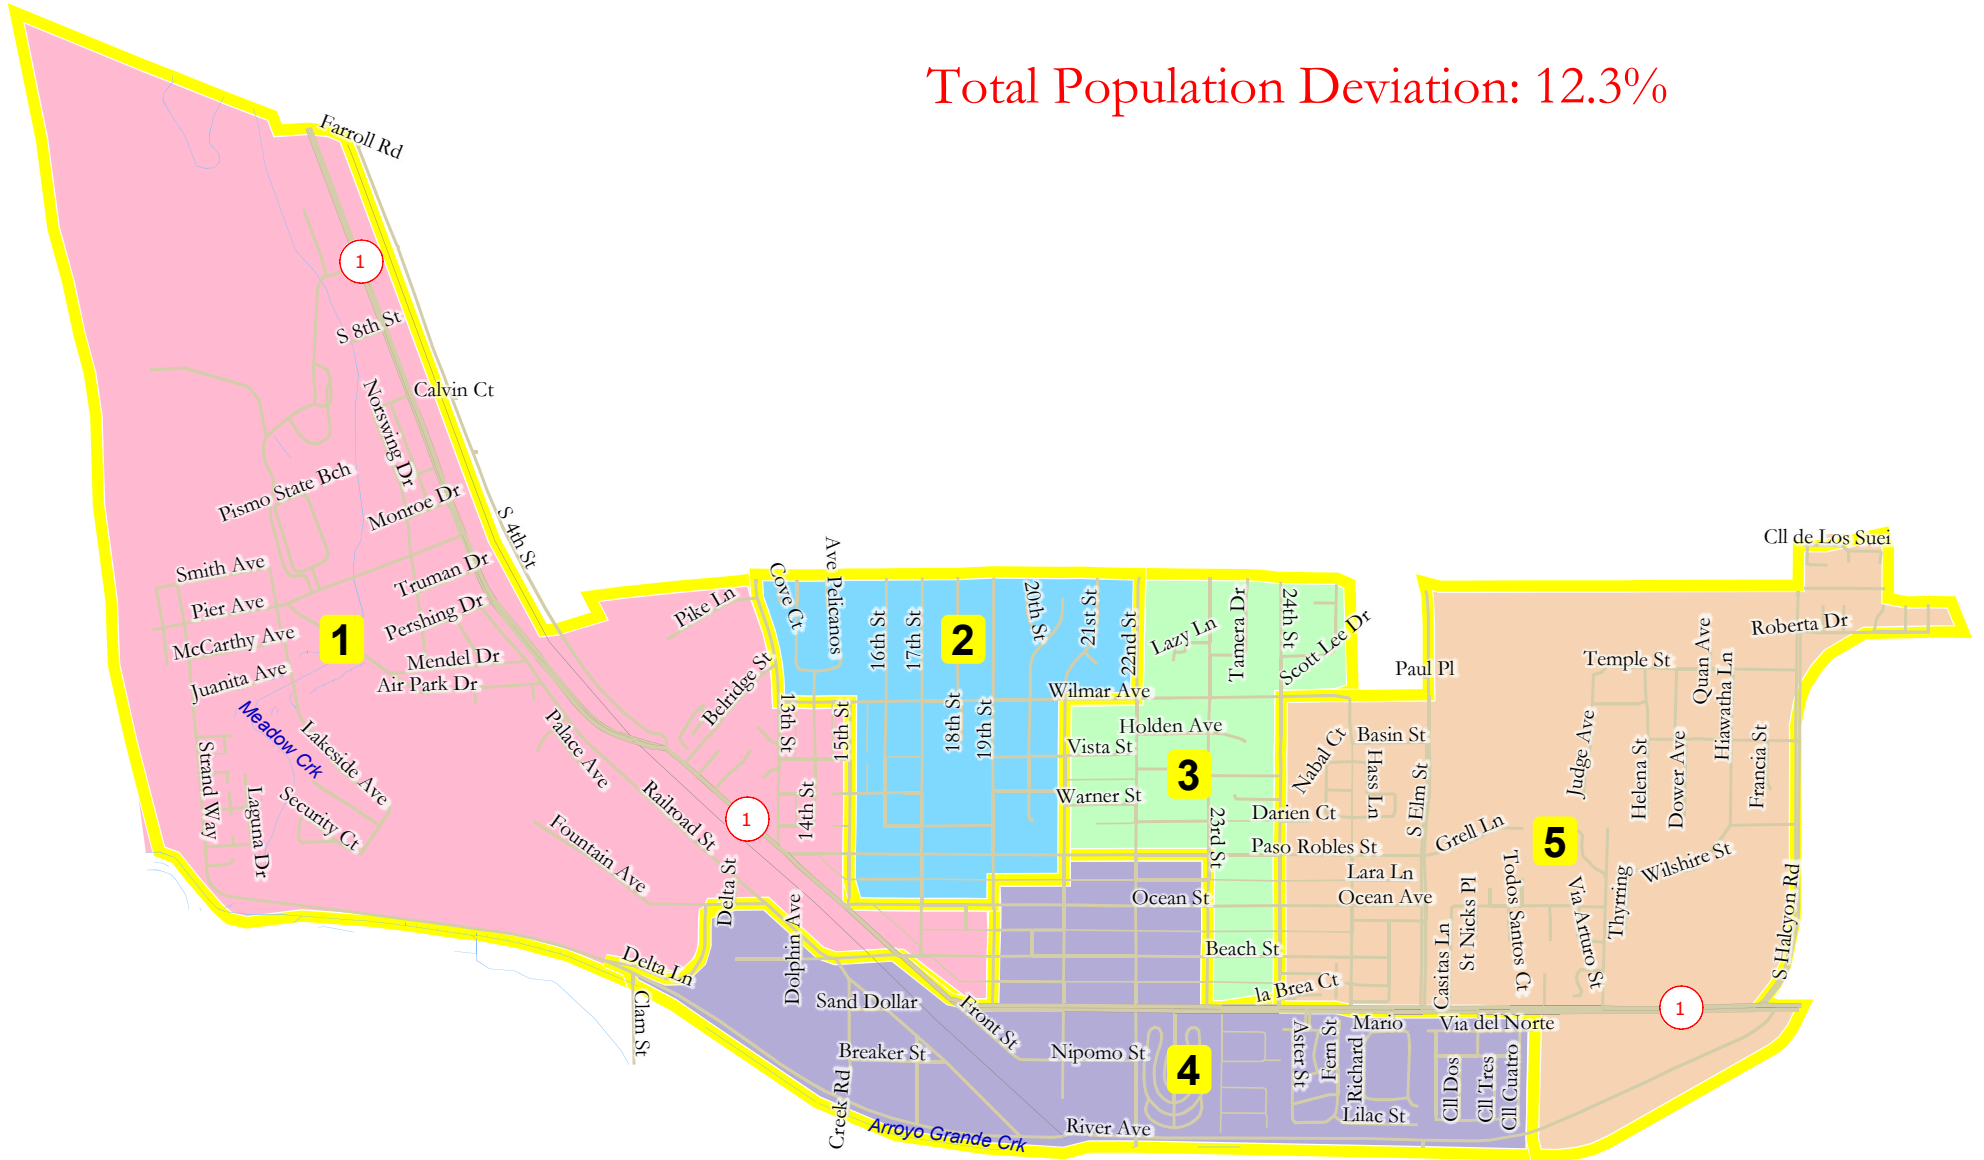 Total Population Deviation: 12.3%
Farroll Rd
1
S 8th St
Calvin Ct
Norswing Dr
Pismo State Bch
Monroe Dr
S 4th St
Smith Ave
Truman Dr
Pier Ave
Pershing Dr
McCarthy Ave
1
Mendel Dr
Juanita Ave
Air Park Dr
Meadow Crk
Lakeside Ave
Strand Way
Laguna Dr
Security Ct
Palace Ave
Railroad St
Fountain Ave
Delta St
Pike Ln
Belridge St
1
13th St
14th St
15th St
Cove Ct
Ave Pelicanos
16th St
17th St
2
20th St
21st St
22nd St
18th St
19th St
Wilmar Ave
Lazy Ln
Tamera Dr
24th St
Scott Lee Dr
Holden Ave
Vista St
3
Warner St
23rd St
Darien Ct
Paso Robles St
Nabal Ct
Basin St
Hass Ln
S Elm St
Paul Pl
Lara Ln
Ocean Ave
Ocean St
Beach St
la Brea Ct
Cll de Los Suei
Roberta Dr
Temple St
Quan Ave
Hiawatha Ln
Judge Ave
Helena St
Dower Ave
Francia St
Grell Ln
5
Wilshire St
Todos Santos Ct
Via Arturo St
Thyrring
St Nicks Pl
Casitas Ln
S Halcyon Rd
1
Delta Ln
Clam St
Dolphin Ave
Sand Dollar
Front St
Breaker St
Creek Rd
Arroyo Grande Crk
Nipomo St
4
River Ave
Aster St
Fern St
Richard
Mario
Lilac St
Via del Norte
Cll Dos
Cll Tres
Cll Cuatro